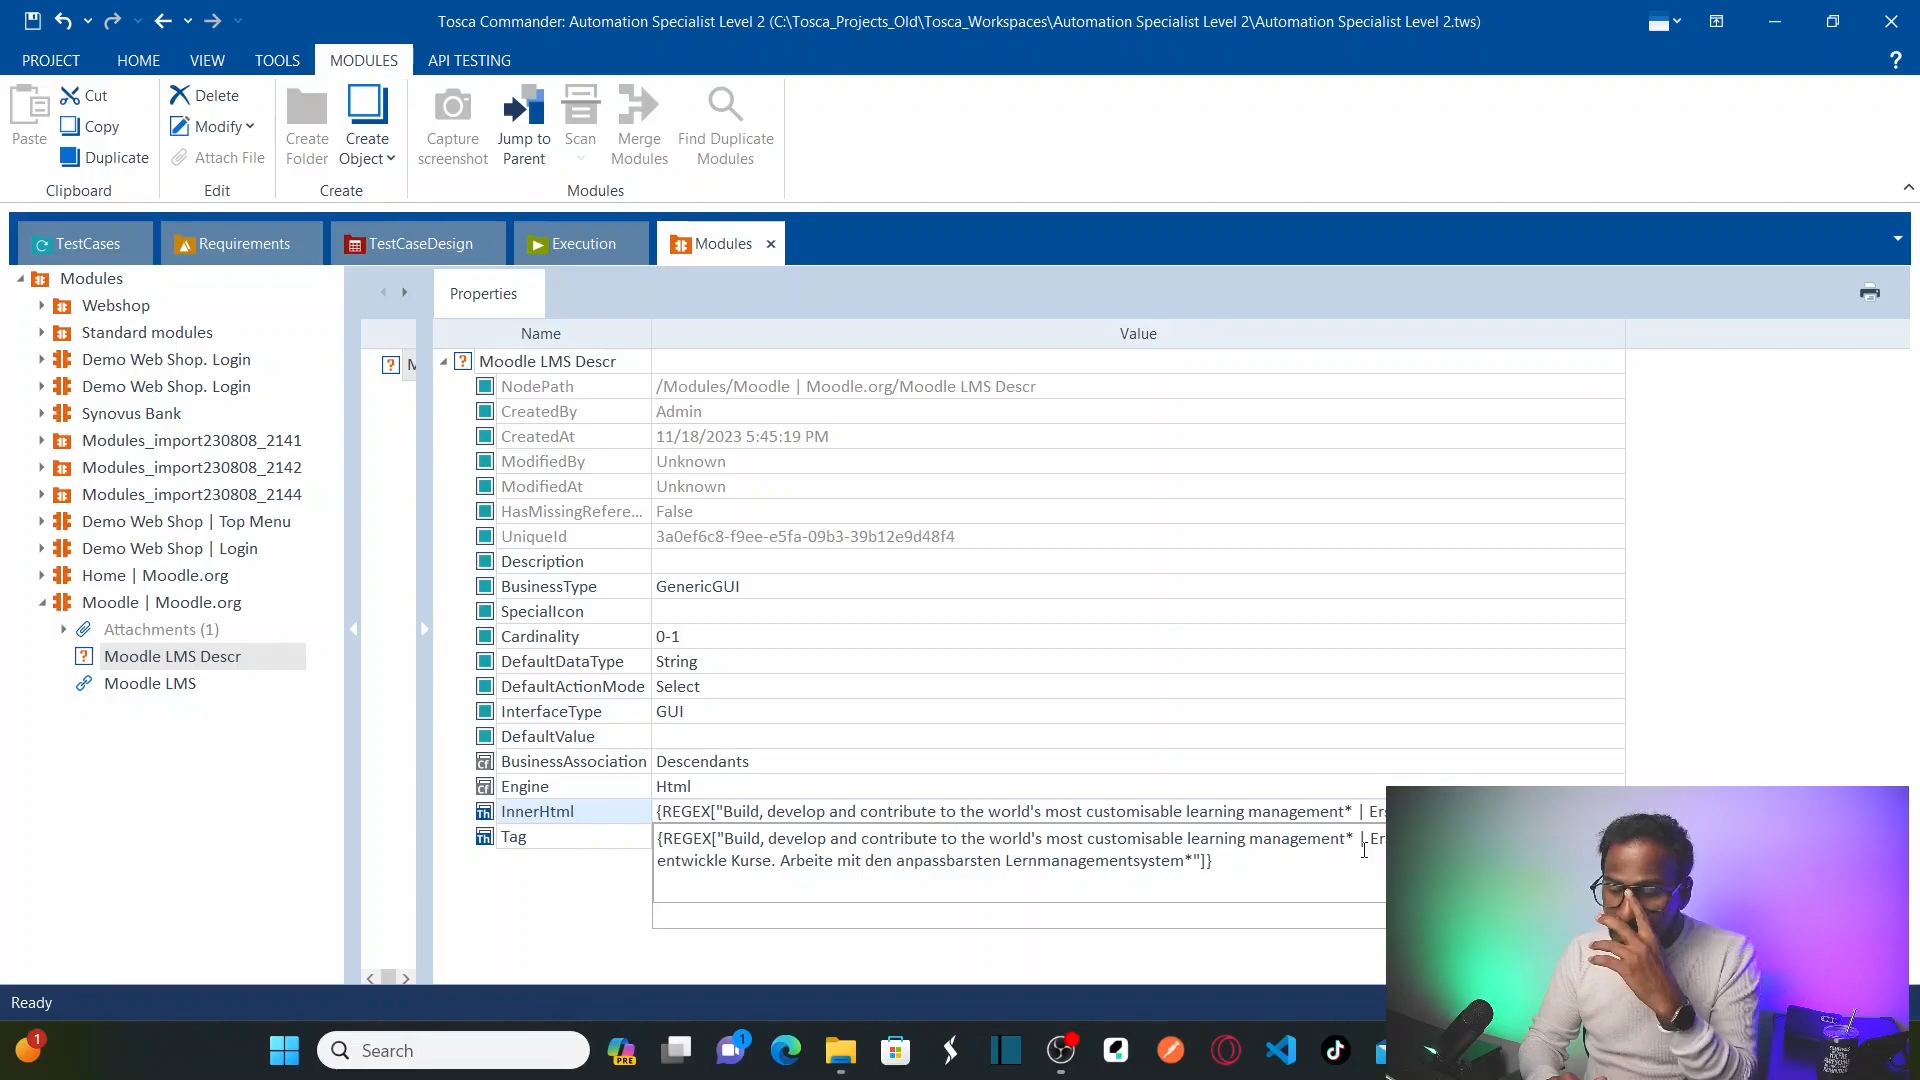 Tosca Commander: Automation Specialist Level 2 (C:\Tosca_Projects_Old\Tosca_Workspaces\Automation Specialist Level 2\Automation Specialist Level 2.tws)
PROJECT HOME VIEW TOOLS MODULES API TESTING
?
Paste
Cut
Copy
Duplicate
Clipboard
Delete
Modify
Attach File
Edit
Create Folder
Create Object
Create
Capture screenshot
Jump to Parent
Scan
Merge Modules
Find Duplicate Modules
Modules
TestCases Requirements TestCaseDesign Execution Modules
Modules
Webshop
Standard modules
Demo Web Shop. Login
Demo Web Shop. Login
Synovus Bank
Modules_import230808_2141
Modules_import230808_2142
Modules_import230808_2144
Demo Web Shop | Top Menu
Demo Web Shop | Login
Home | Moodle.org
Moodle | Moodle.org
Attachments (1)
Moodle LMS Descr
Moodle LMS
M
Properties
Name Value
Moodle LMS Descr
NodePath /Modules/Moodle | Moodle.org/Moodle LMS Descr
CreatedBy Admin
CreatedAt 11/18/2023 5:45:19 PM
ModifiedBy Unknown
ModifiedAt Unknown
HasMissingRefere... False
UniqueId 3a0ef6c8-f9ee-e5fa-09b3-39b12e9d48f4
Description
BusinessType GenericGUI
SpecialIcon
Cardinality 0-1
DefaultDataType String
DefaultActionMode Select
InterfaceType GUI
DefaultValue
BusinessAssociation Descendants
Engine Html
InnerHtml {REGEX["Build, develop and contribute to the world's most customisable learning management* | Ers
Tag
{REGEX["Build, develop and contribute to the world's most customisable learning management* | Er
entwickle Kurse. Arbeite mit den anpassbarsten Lernmanagementsystem*"]}
Ready
1
Search
PRE
1